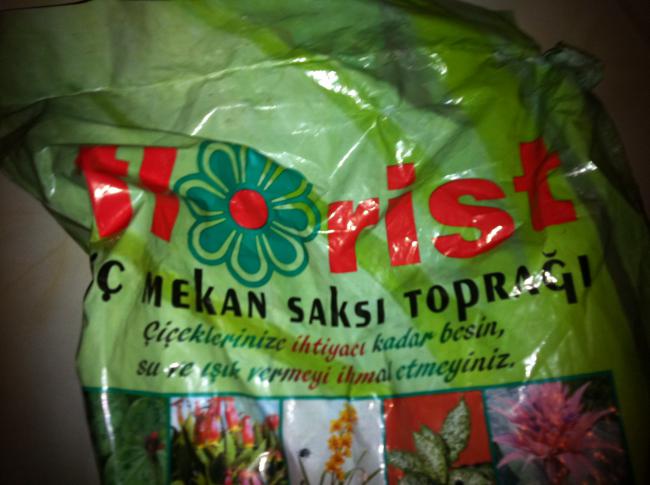 florist
İÇ MEKAN SAKSI TOPRAĞI
Çiçeklerinize ihtiyacı kadar besin,
su ve ışık vermeyi ihmal etmeyiniz.